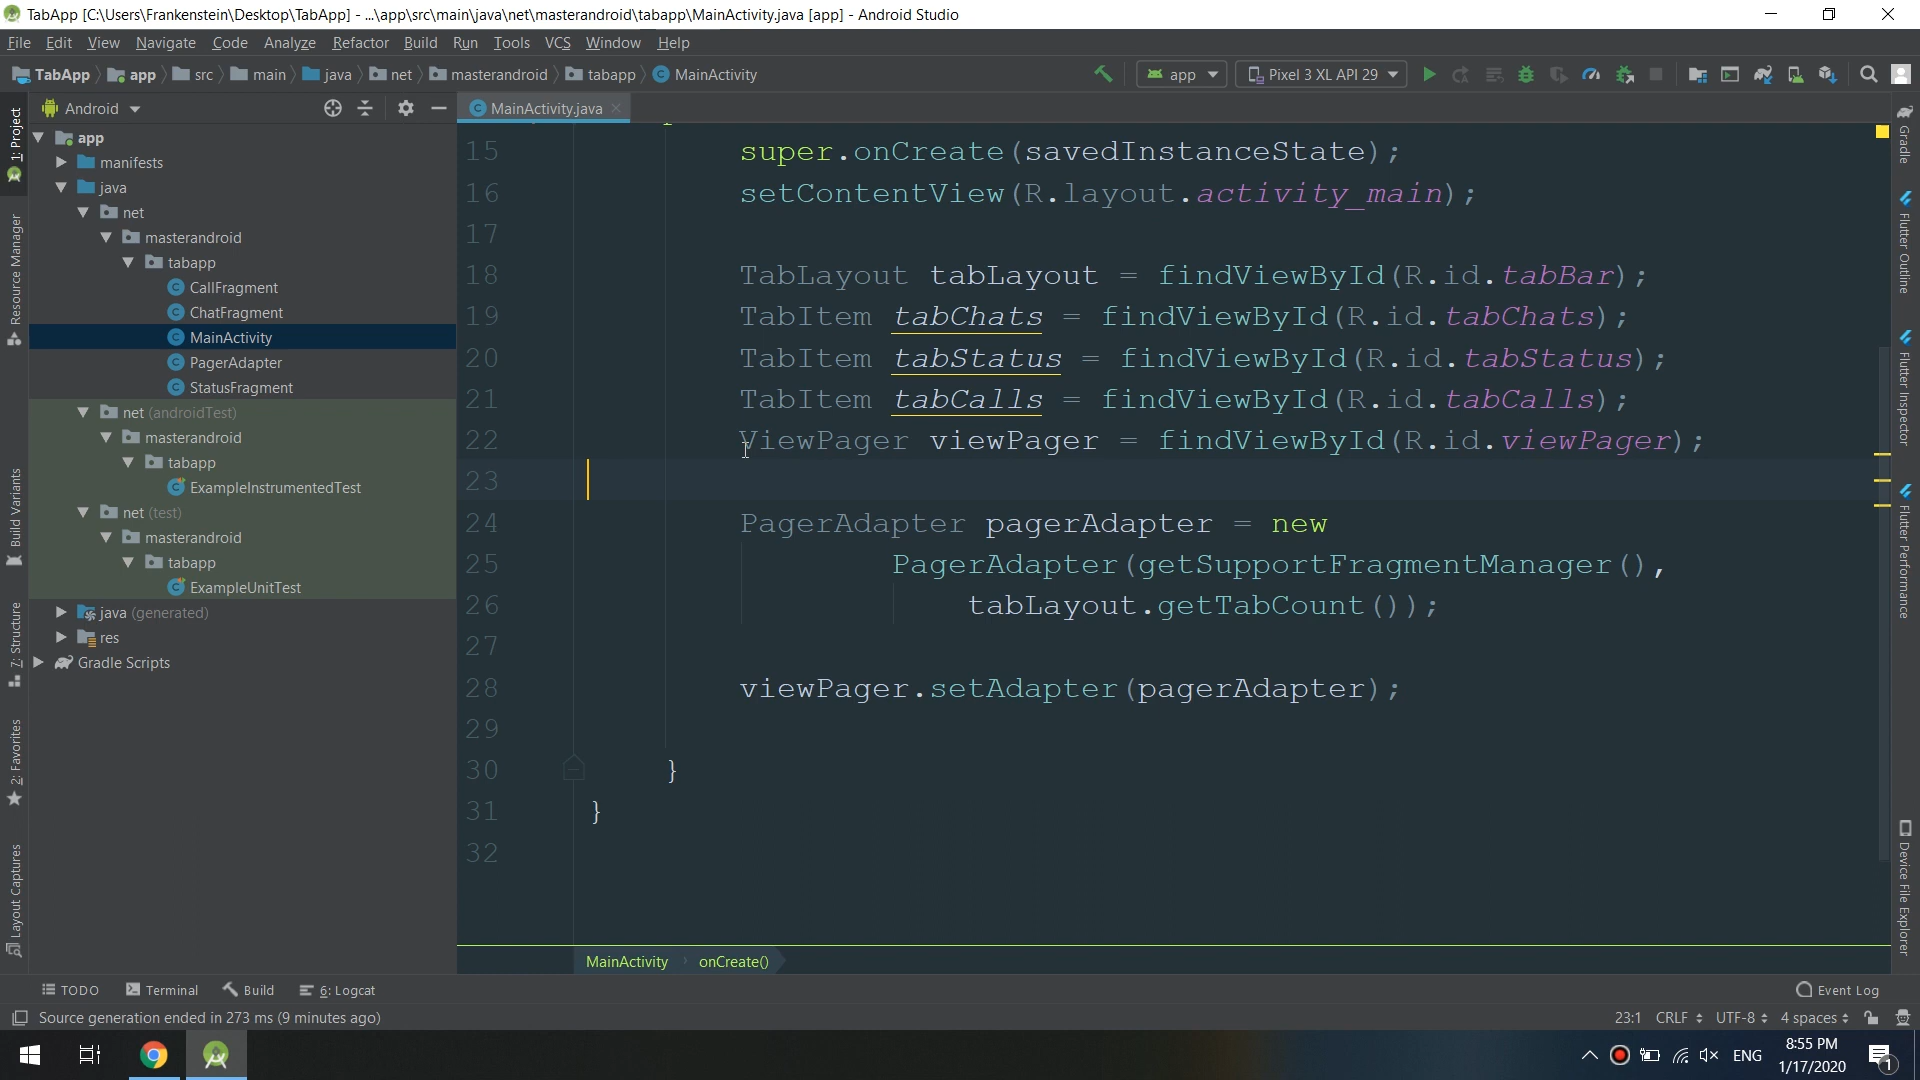 TabApp [C:\Users\Frankenstein\Desktop\TabApp] - ...\app\src\main\java\net\masterandroid\tabapp\MainActivity.java [app] - Android Studio
File Edit View Navigate Code Analyze Refactor Build Run Tools VCS Window Help
TabApp app src main java net masterandroid tabapp MainActivity app Pixel 3 XL API 29
Android
MainActivity.java
1: Project
Resource Manager
Build Variants
7: Structure
2: Favorites
Layout Captures
app
manifests
java
net
masterandroid
tabapp
CallFragment
ChatFragment
MainActivity
PagerAdapter
StatusFragment
net (androidTest)
masterandroid
tabapp
ExampleInstrumentedTest
net (test)
masterandroid
tabapp
ExampleUnitTest
java (generated)
res
Gradle Scripts
15 super.onCreate(savedInstanceState);
16 setContentView(R.layout.activity_main);
17
18 TabLayout tabLayout = findViewById(R.id.tabBar);
19 TabItem tabChats = findViewById(R.id.tabChats);
20 TabItem tabStatus = findViewById(R.id.tabStatus);
21 TabItem tabCalls = findViewById(R.id.tabCalls);
22 ViewPager viewPager = findViewById(R.id.viewPager);
23
24 PagerAdapter pagerAdapter = new
25 PagerAdapter(getSupportFragmentManager(),
26 tabLayout.getTabCount());
27
28 viewPager.setAdapter(pagerAdapter);
29
30 }
31 }
32
MainActivity onCreate()
Gradle
Flutter Outline
Flutter Inspector
Flutter Performance
Device File Explorer
TODO Terminal Build 6: Logcat Event Log
Source generation ended in 273 ms (9 minutes ago) 23:1 CRLF UTF-8 4 spaces
ENG
8:55 PM
1/17/2020
1